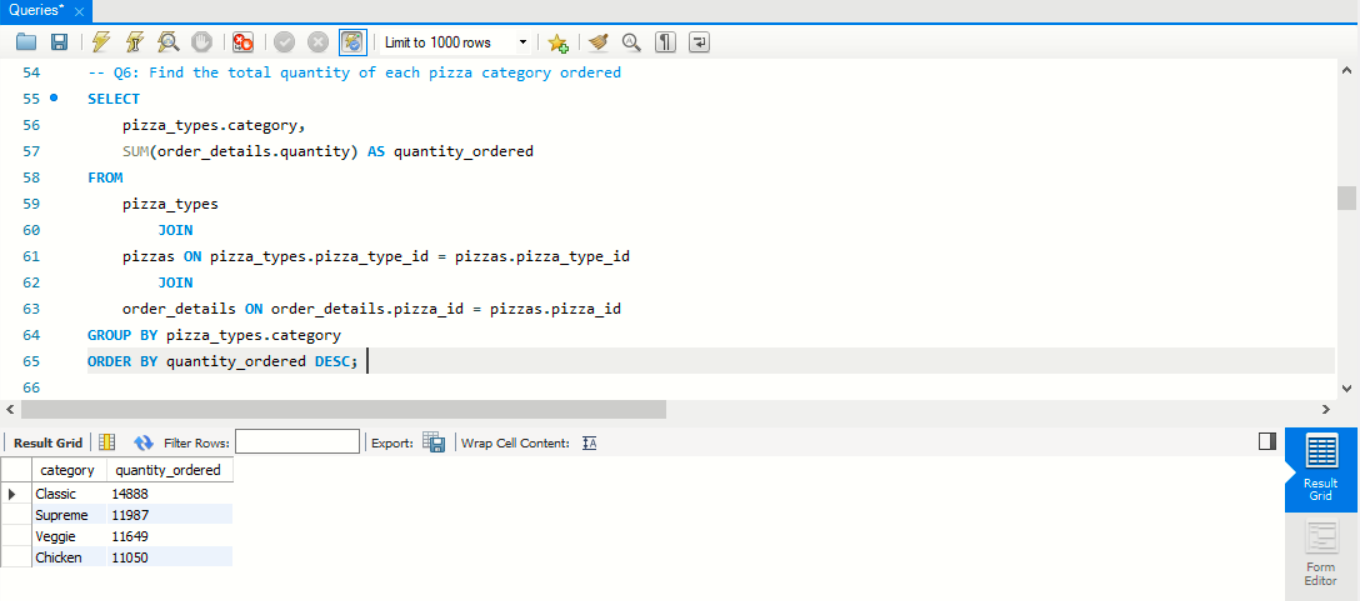 Queries*
Limit to 1000 rows
54 -- Q6: Find the total quantity of each pizza category ordered
55 SELECT
56 pizza_types.category,
57 SUM(order_details.quantity) AS quantity_ordered
58 FROM
59 pizza_types
60 JOIN
61 pizzas ON pizza_types.pizza_type_id = pizzas.pizza_type_id
62 JOIN
63 order_details ON order_details.pizza_id = pizzas.pizza_id
64 GROUP BY pizza_types.category
65 ORDER BY quantity_ordered DESC;
66
Result Grid Filter Rows: Export: Wrap Cell Content:
category quantity_ordered
Classic 14888
Supreme 11987
Veggie 11649
Chicken 11050
Result
Grid
Form
Editor